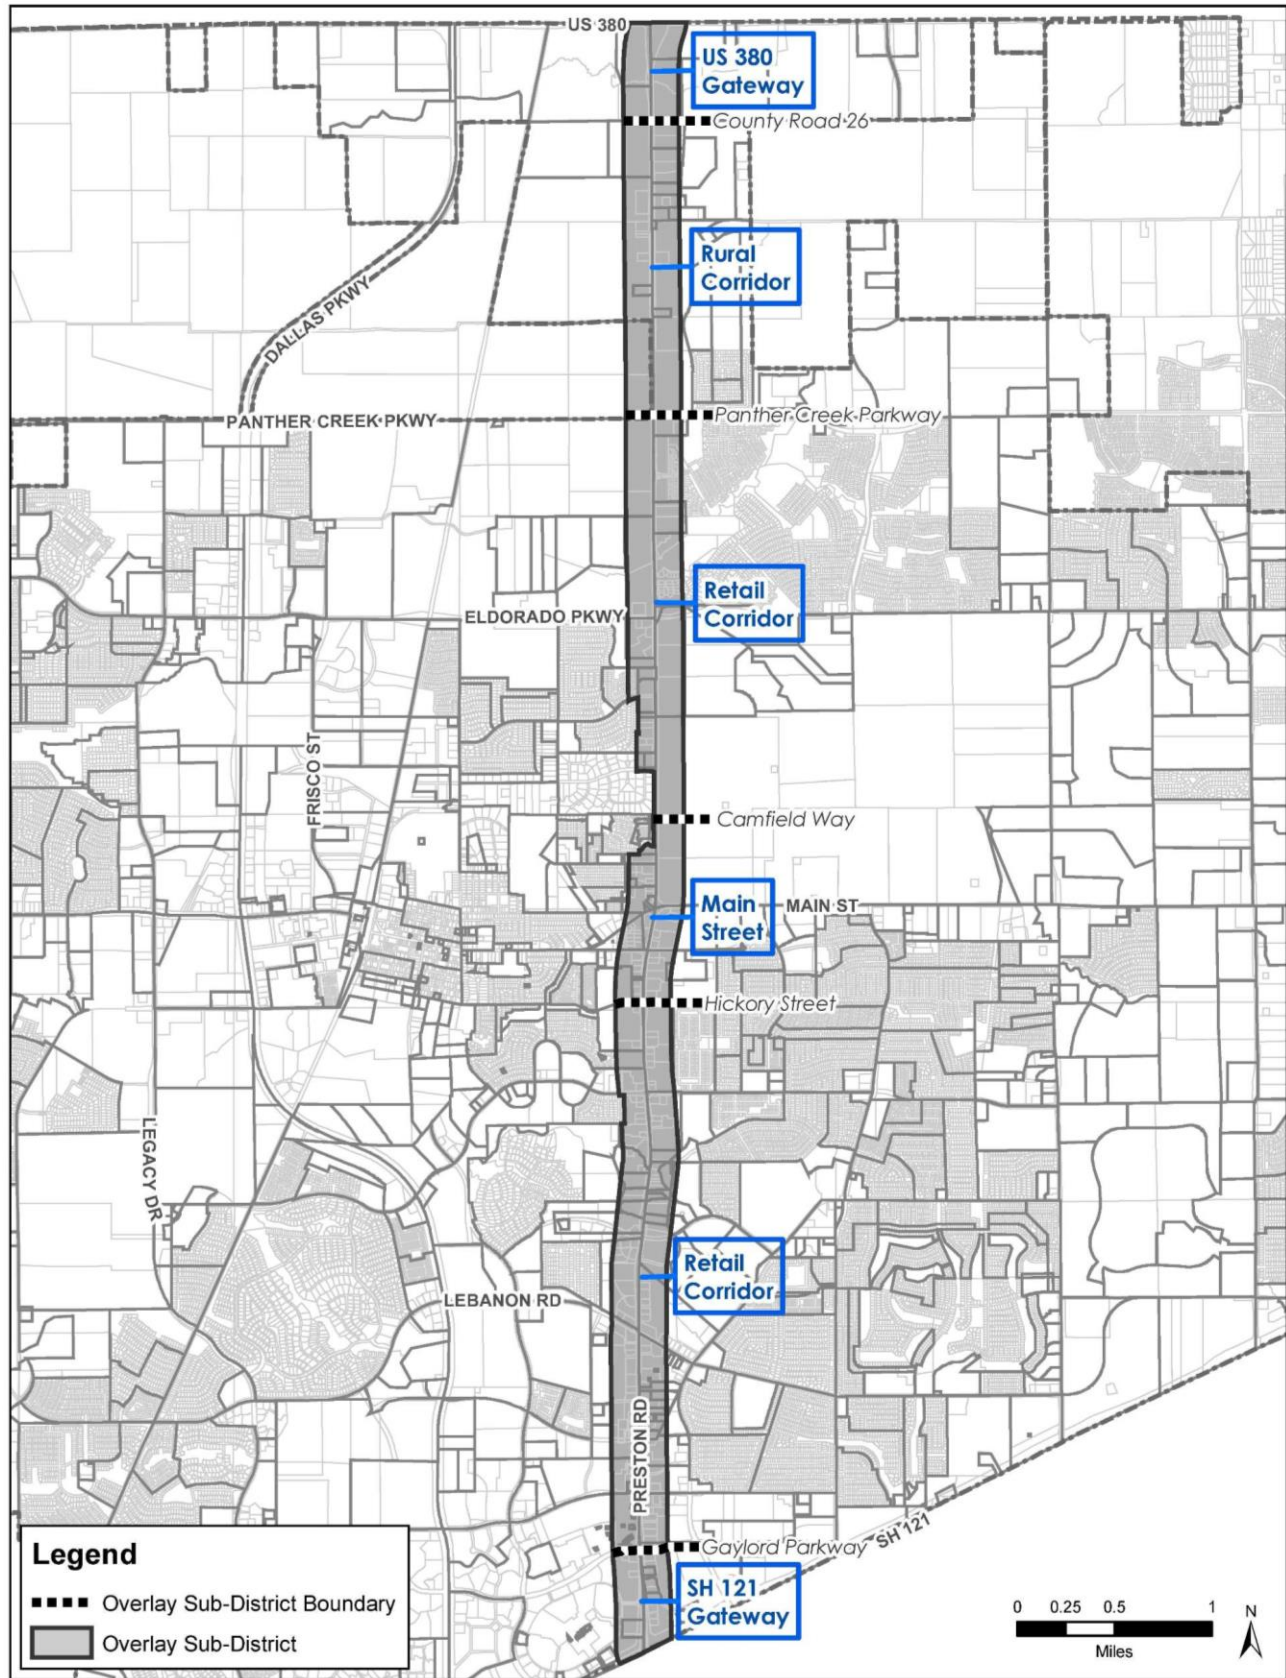 US 380
US 380
Gateway
County Road 26
Rural
Corridor
DALLAS PKWY
PANTHER CREEK PKWY
Panther Creek Parkway
Retail
Corridor
ELDORADO PKWY
FRISCO ST
Camfield Way
Main
Street
MAIN ST
Hickory Street
LEGACY DR
Retail
Corridor
LEBANON RD
PRESTON RD
Gaylord Parkway
SH 121
SH 121
Gateway
Legend
Overlay Sub-District Boundary
Overlay Sub-District
0 0.25 0.5 1
Miles
N